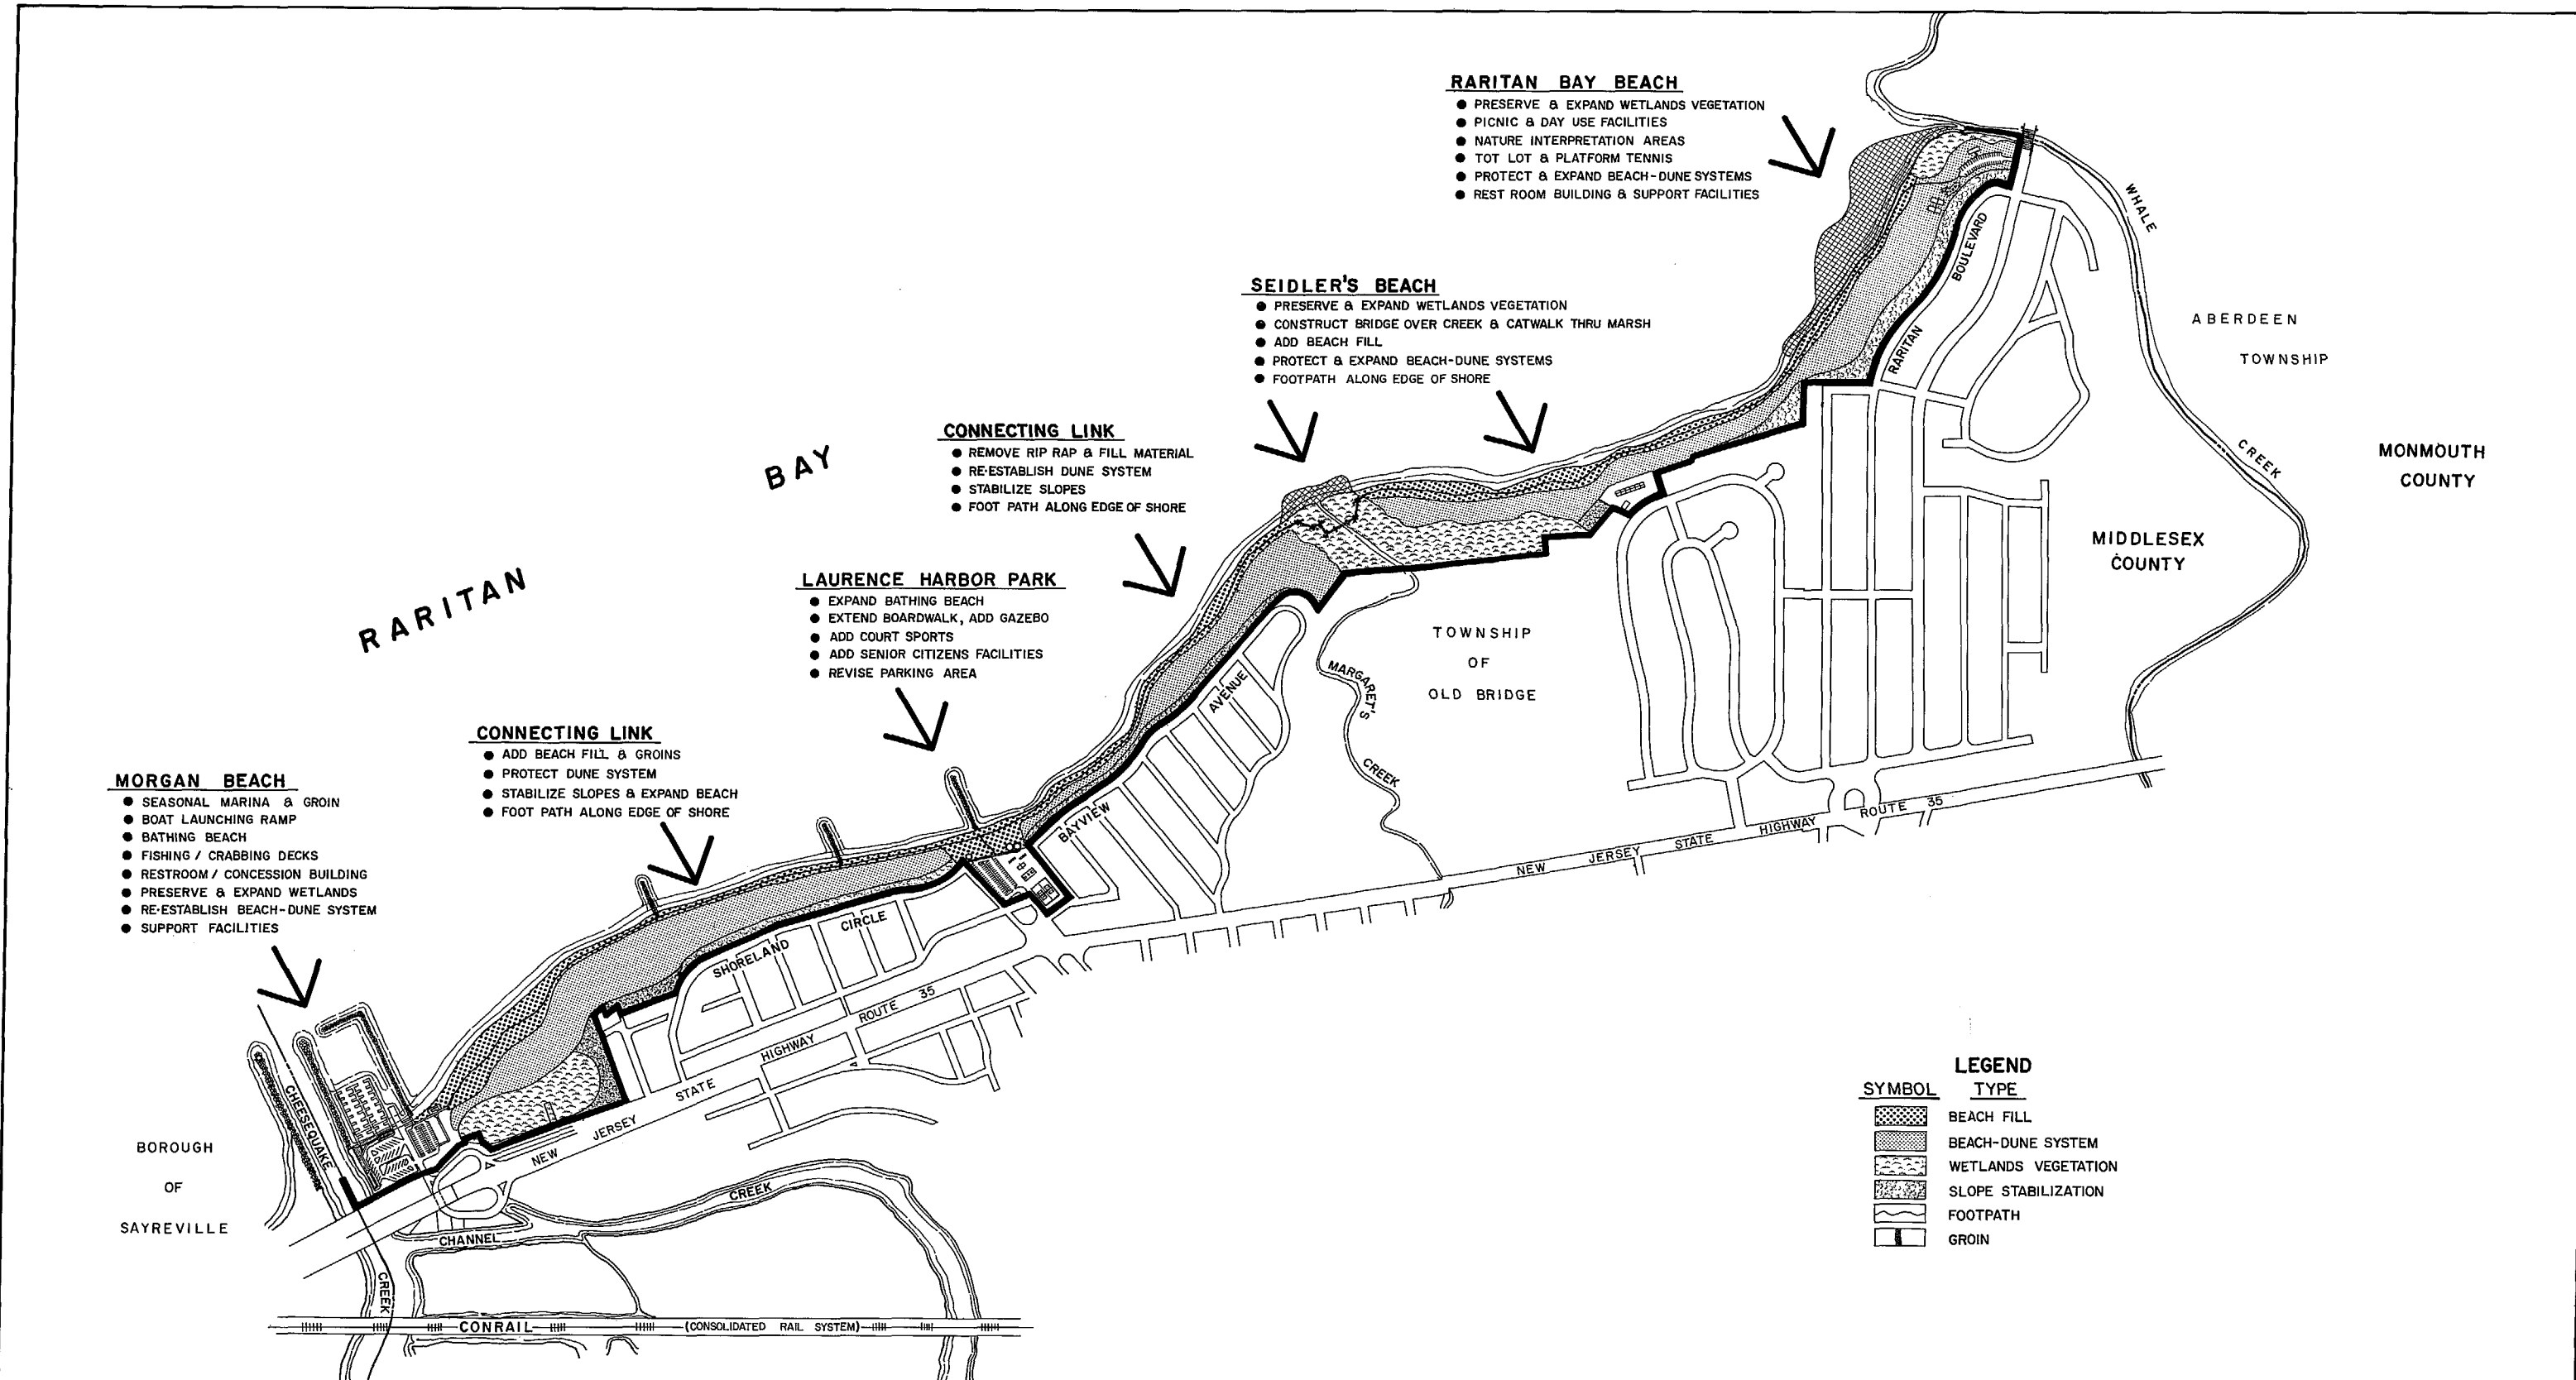 RARITAN BAY BEACH
● PRESERVE & EXPAND WETLANDS VEGETATION
● PICNIC & DAY USE FACILITIES
● NATURE INTERPRETATION AREAS
● TOT LOT & PLATFORM TENNIS
● PROTECT & EXPAND BEACH-DUNE SYSTEMS
● REST ROOM BUILDING & SUPPORT FACILITIES
SEIDLER'S BEACH
● PRESERVE & EXPAND WETLANDS VEGETATION
● CONSTRUCT BRIDGE OVER CREEK & CATWALK THRU MARSH
● ADD BEACH FILL
● PROTECT & EXPAND BEACH-DUNE SYSTEMS
● FOOTPATH ALONG EDGE OF SHORE
CONNECTING LINK
● REMOVE RIP RAP & FILL MATERIAL
● RE-ESTABLISH DUNE SYSTEM
● STABILIZE SLOPES
● FOOT PATH ALONG EDGE OF SHORE
LAURENCE HARBOR PARK
● EXPAND BATHING BEACH
● EXTEND BOARDWALK, ADD GAZEBO
● ADD COURT SPORTS
● ADD SENIOR CITIZENS FACILITIES
● REVISE PARKING AREA
CONNECTING LINK
● ADD BEACH FILL & GROINS
● PROTECT DUNE SYSTEM
● STABILIZE SLOPES & EXPAND BEACH
● FOOT PATH ALONG EDGE OF SHORE
MORGAN BEACH
● SEASONAL MARINA & GROIN
● BOAT LAUNCHING RAMP
● BATHING BEACH
● FISHING / CRABBING DECKS
● RESTROOM / CONCESSION BUILDING
● PRESERVE & EXPAND WETLANDS
● RE-ESTABLISH BEACH-DUNE SYSTEM
● SUPPORT FACILITIES
RARITAN BAY
WHALE CREEK
RARITAN BOULEVARD
ABERDEEN
TOWNSHIP
MONMOUTH
COUNTY
MIDDLESEX
COUNTY
TOWNSHIP
OF
OLD BRIDGE
MARGARET'S CREEK
BAYVIEW AVENUE
SHORELAND CIRCLE
NEW JERSEY STATE HIGHWAY ROUTE 35
NEW JERSEY STATE HIGHWAY ROUTE 35
CHEESEQUAKE CREEK
BOROUGH
OF
SAYREVILLE
CHANNEL
CREEK
CONRAIL (CONSOLIDATED RAIL SYSTEM)
LEGEND
SYMBOL TYPE
BEACH FILL
BEACH-DUNE SYSTEM
WETLANDS VEGETATION
SLOPE STABILIZATION
FOOTPATH
GROIN